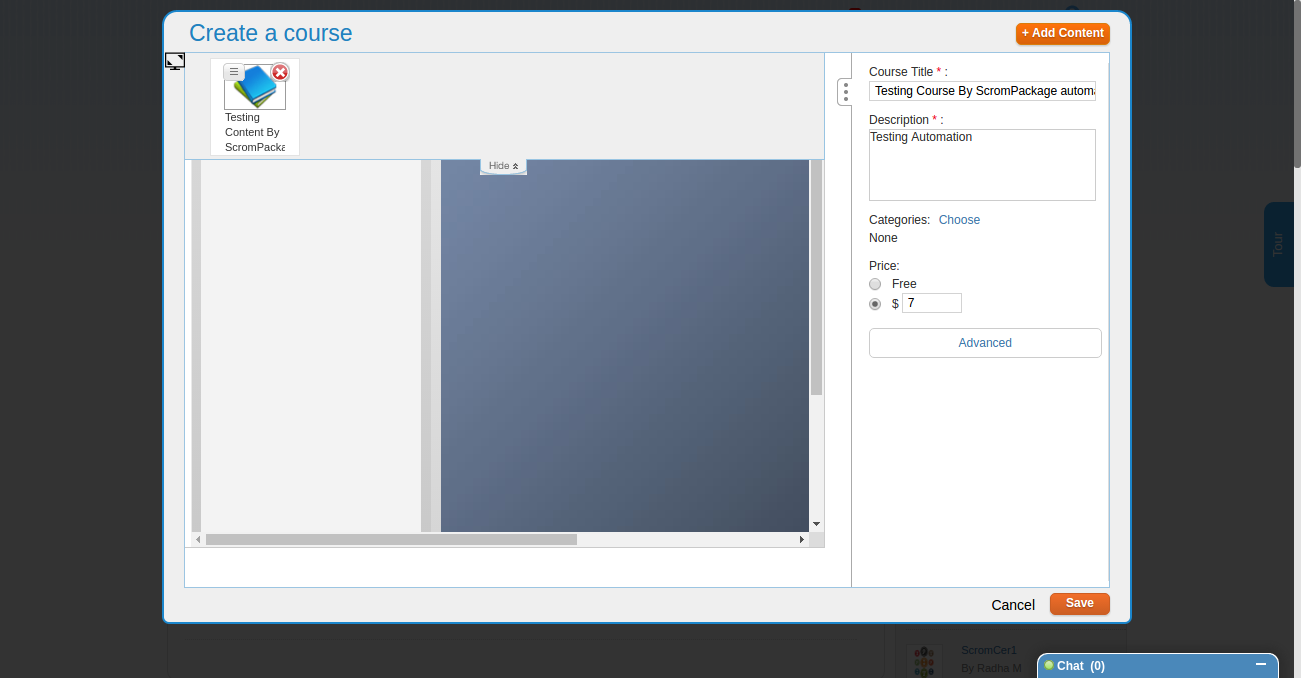 Create a course
+ Add Content
Testing
Content By
ScromPacka
Hide
Course Title * :
Testing Course By ScromPackage automa
Description * :
Testing Automation
Categories: Choose
None
Price:
Free
$ 7
Advanced
Cancel
Save
Tour
ScromCer1
By Radha M
Chat (0)